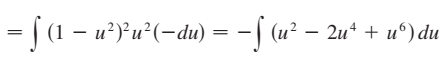 = ∫ (1 − u²)²u²(−du) = −∫ (u² − 2u⁴ + u⁶) du